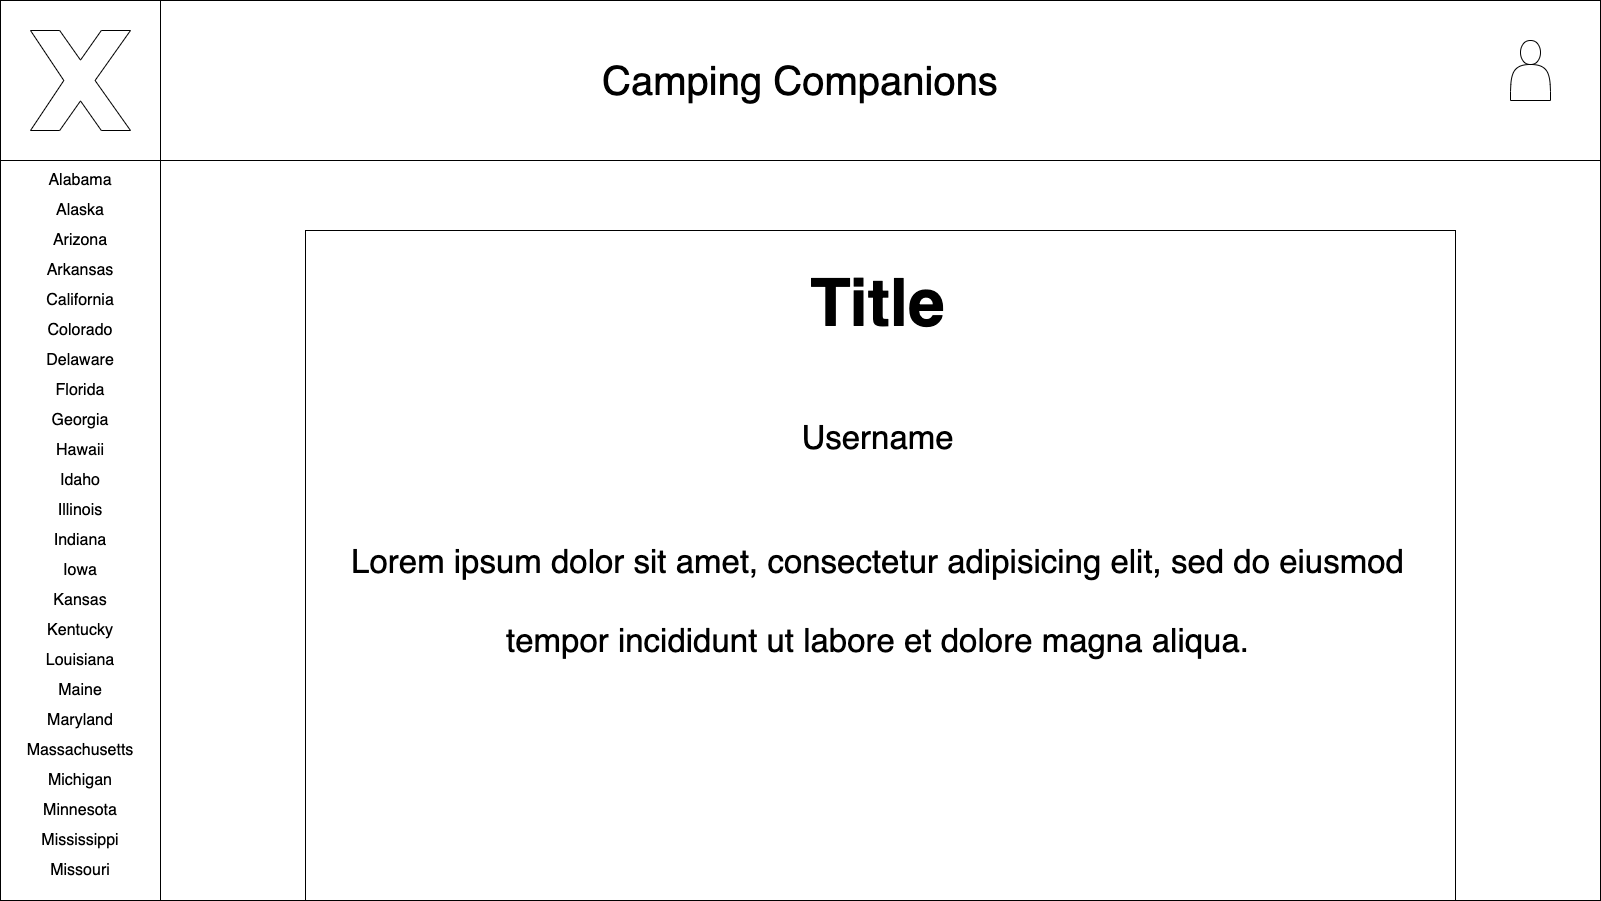 Camping Companions
Alabama
Alaska
Arizona
Arkansas
California
Colorado
Delaware
Florida
Georgia
Hawaii
Idaho
Illinois
Indiana
Iowa
Kansas
Kentucky
Louisiana
Maine
Maryland
Massachusetts
Michigan
Minnesota
Mississippi
Missouri
Title
Username
Lorem ipsum dolor sit amet, consectetur adipisicing elit, sed do eiusmod
tempor incididunt ut labore et dolore magna aliqua.